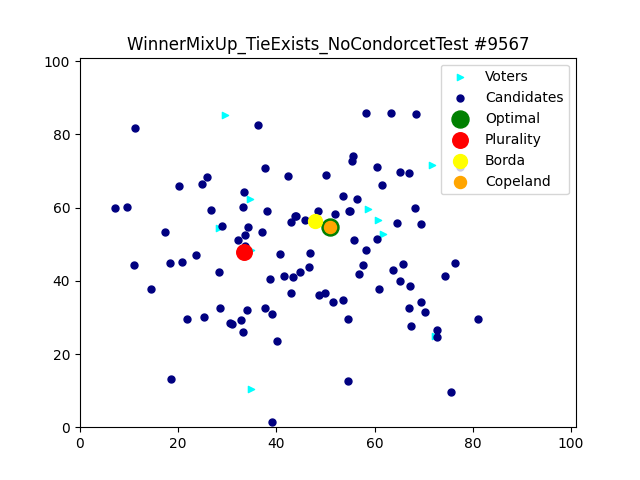 WinnerMixUp_TieExists_NoCondorcetTest #9567
100
80
60
40
20
0
0 20 40 60 80 100
Voters
Candidates
Optimal
Plurality
Borda
Copeland